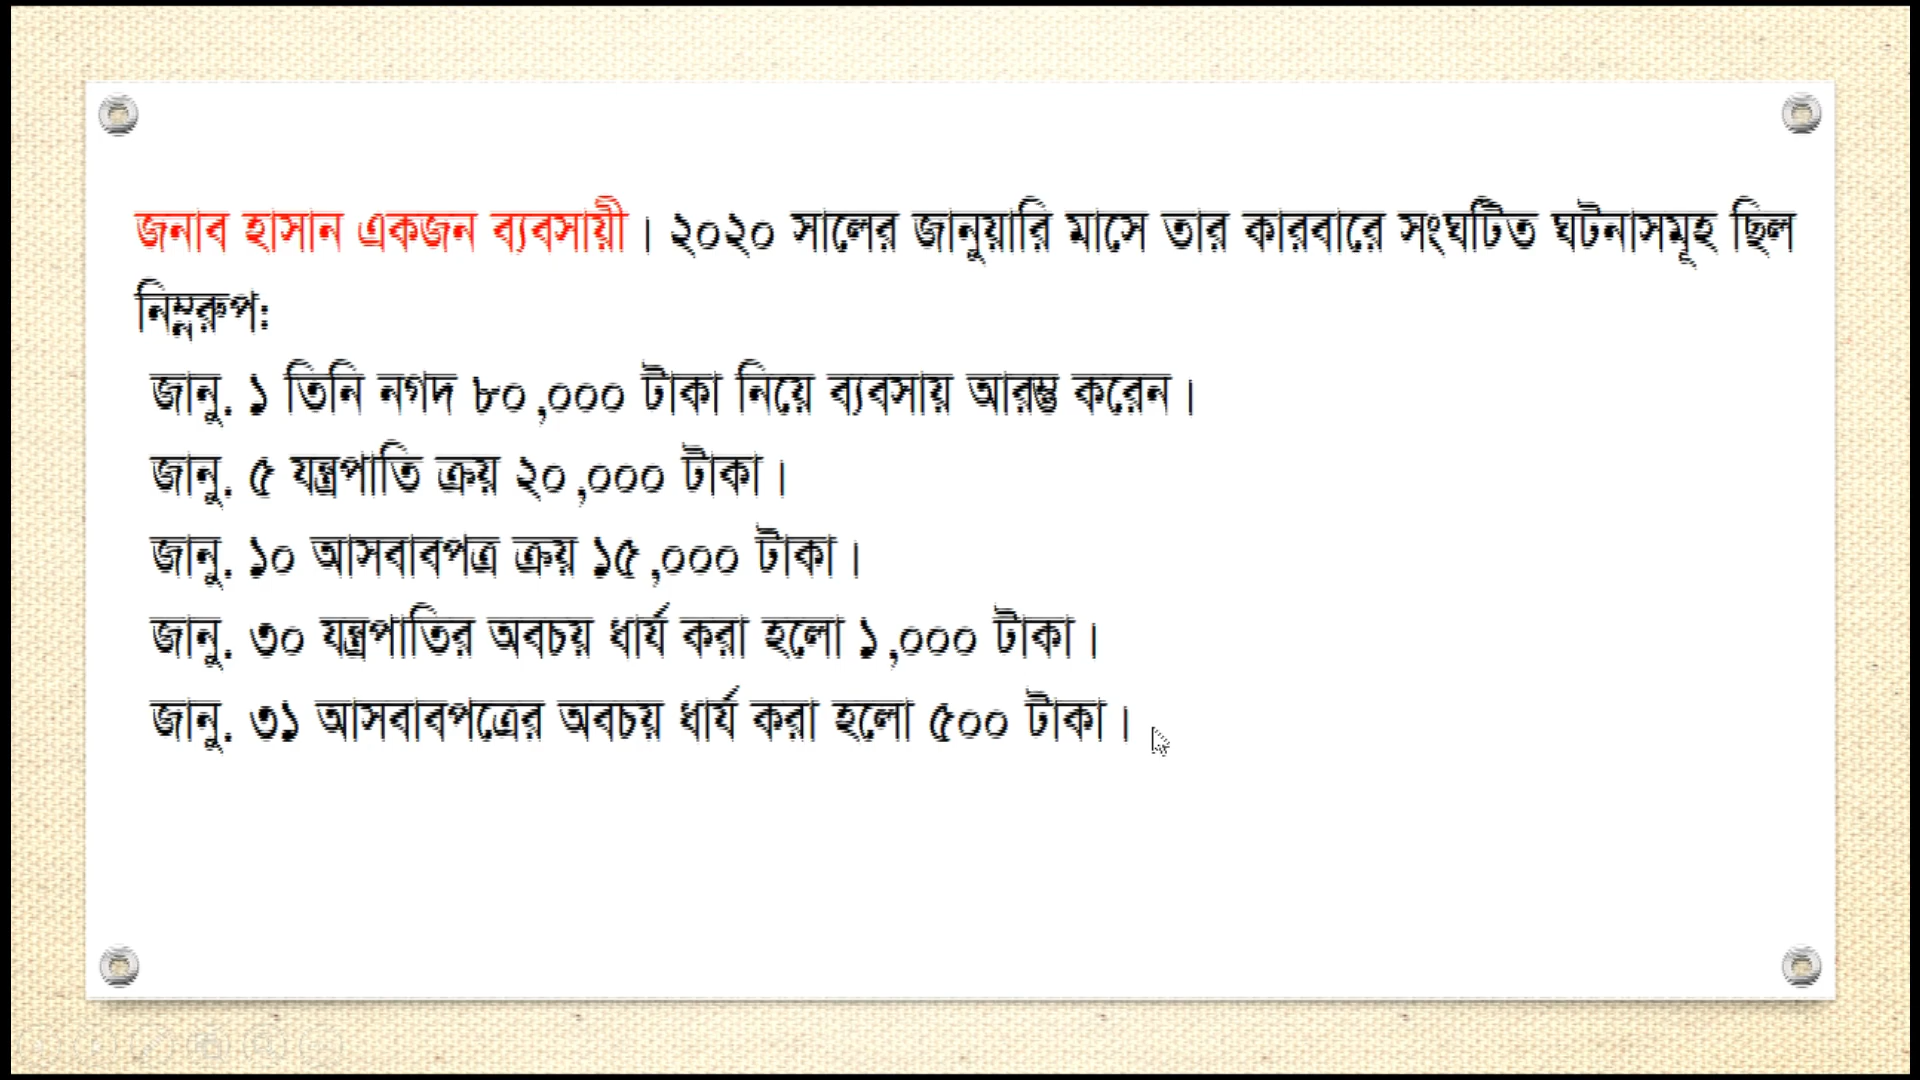 জনাব হাসান একজন ব্যবসায়ী। ২০২০ সালের জানুয়ারি মাসে তার কারবারে সংঘটিত ঘটনাসমূহ ছিল
নিম্নরুপ:
জানু. ১ তিনি নগদ ৮০,০০০ টাকা নিয়ে ব্যবসায় আরম্ভ করেন।
জানু. ৫ যন্ত্রপাতি ক্রয় ২০,০০০ টাকা।
জানু. ১০ আসবাবপত্র ক্রয় ১৫,০০০ টাকা।
জানু. ৩০ যন্ত্রপাতির অবচয় ধার্য করা হলো ১,০০০ টাকা।
জানু. ৩১ আসবাবপত্রের অবচয় ধার্য করা হলো ৫০০ টাকা।